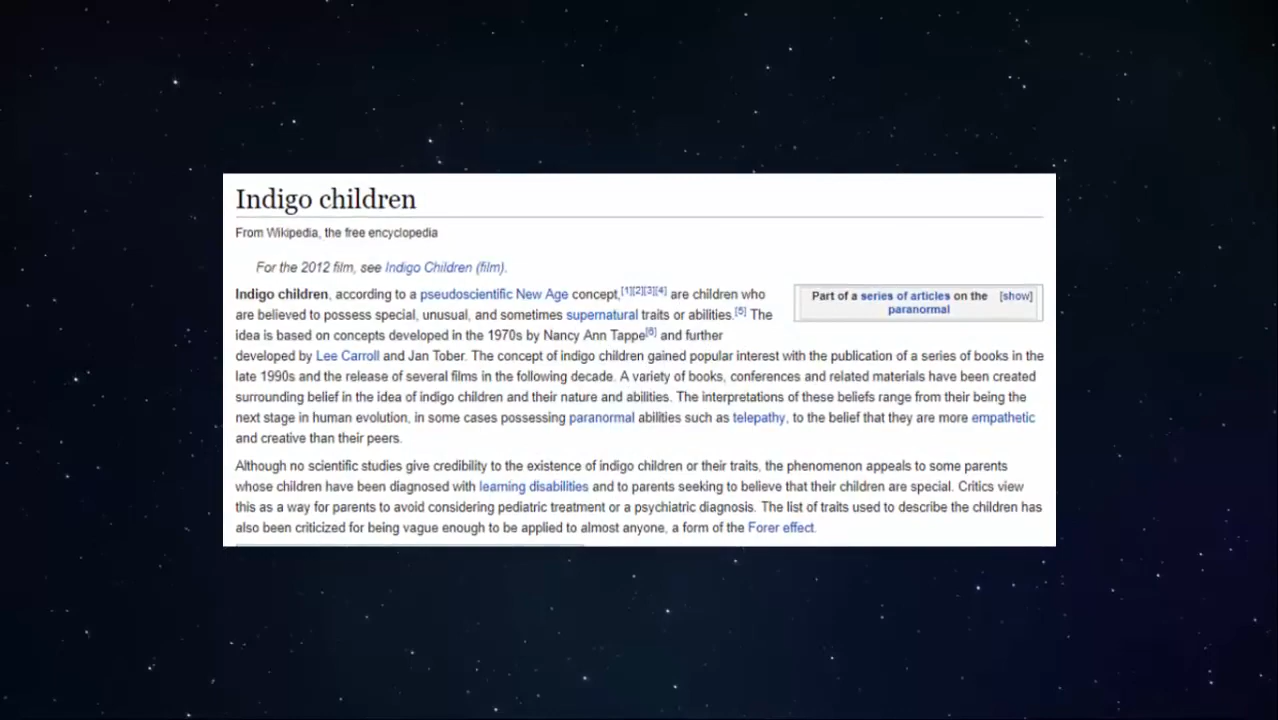 Indigo children
From Wikipedia, the free encyclopedia
For the 2012 film, see Indigo Children (film).
Indigo children, according to a pseudoscientific New Age concept,[1][2][3][4] are children who
are believed to possess special, unusual, and sometimes supernatural traits or abilities.[5] The
idea is based on concepts developed in the 1970s by Nancy Ann Tappe[6] and further
Part of a series of articles on the [show]
paranormal
developed by Lee Carroll and Jan Tober. The concept of indigo children gained popular interest with the publication of a series of books in the
late 1990s and the release of several films in the following decade. A variety of books, conferences and related materials have been created
surrounding belief in the idea of indigo children and their nature and abilities. The interpretations of these beliefs range from their being the
next stage in human evolution, in some cases possessing paranormal abilities such as telepathy, to the belief that they are more empathetic
and creative than their peers.
Although no scientific studies give credibility to the existence of indigo children or their traits, the phenomenon appeals to some parents
whose children have been diagnosed with learning disabilities and to parents seeking to believe that their children are special. Critics view
this as a way for parents to avoid considering pediatric treatment or a psychiatric diagnosis. The list of traits used to describe the children has
also been criticized for being vague enough to be applied to almost anyone, a form of the Forer effect.